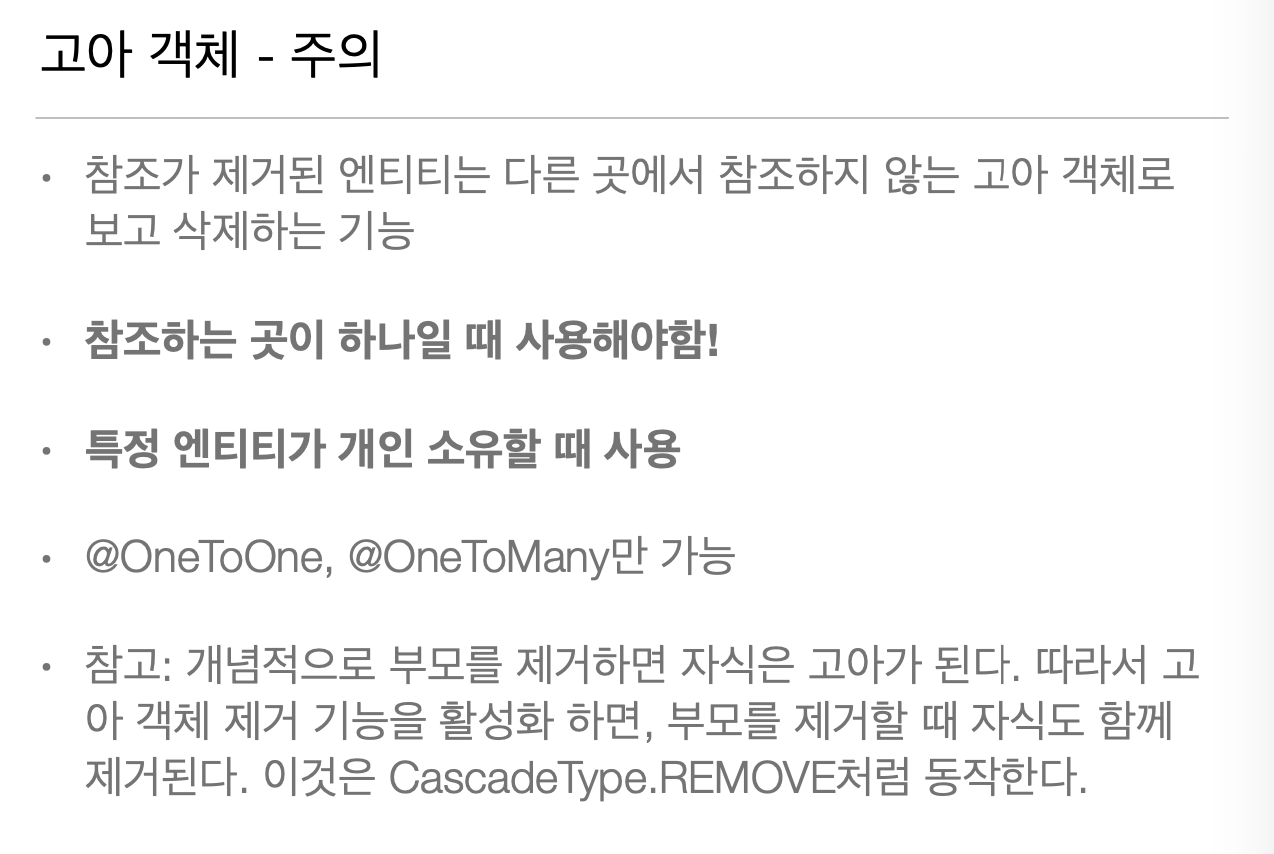 고아 객체 - 주의
• 참조가 제거된 엔티티는 다른 곳에서 참조하지 않는 고아 객체로
보고 삭제하는 기능
• 참조하는 곳이 하나일 때 사용해야함!
• 특정 엔티티가 개인 소유할 때 사용
• @OneToOne, @OneToMany만 가능
• 참고: 개념적으로 부모를 제거하면 자식은 고아가 된다. 따라서 고
아 객체 제거 기능을 활성화 하면, 부모를 제거할 때 자식도 함께
제거된다. 이것은 CascadeType.REMOVE처럼 동작한다.